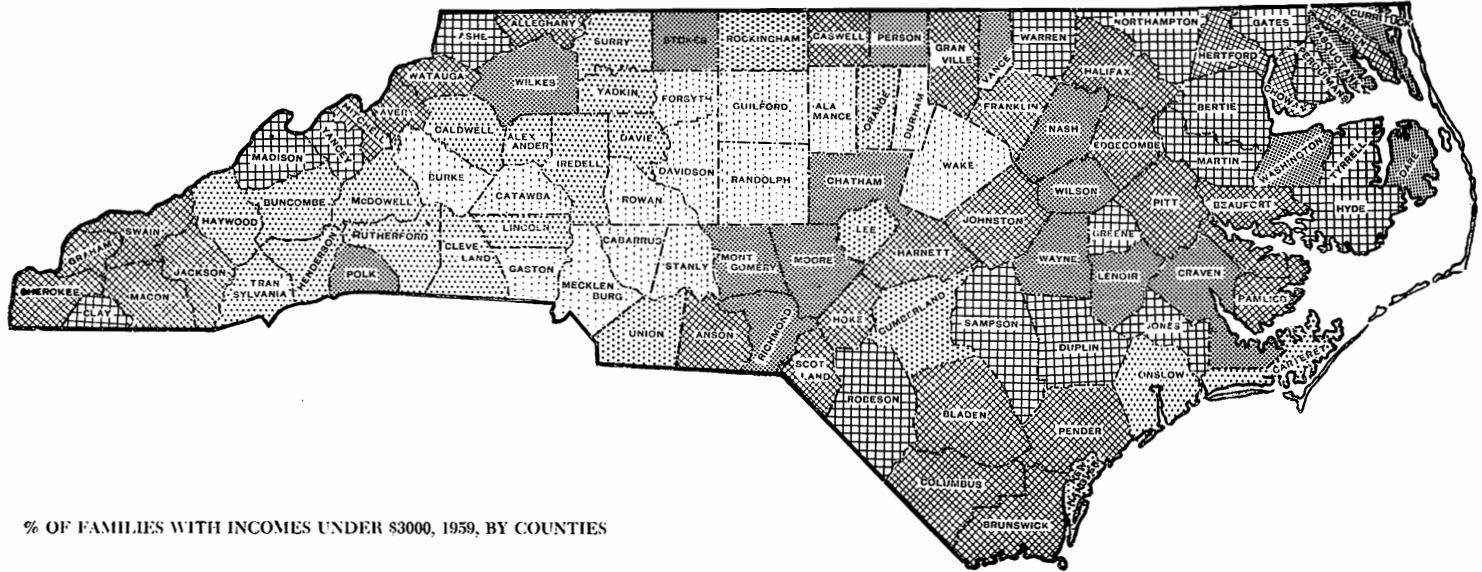 ALLEGHANY
ASHE
SURRY
STOKES
ROCKINGHAM
CASWELL
PERSON
GRAN
VILLE
VANCE
WARREN
NORTHAMPTON
GATES
HERTFORD
CAMDEN
CURRITUCK
PASQUOTANK
PERQUIMANS
CHOWAN
WATAUGA
WILKES
YADKIN
FORSYTH
GUILFORD
ALA
MANCE
ORANGE
DURHAM
FRANKLIN
HALIFAX
BERTIE
MITCHELL
AVERY
YANCEY
CALDWELL
ALEX
ANDER
DAVIE
IREDELL
NASH
EDGECOMBE
MADISON
BURKE
DAVIDSON
RANDOLPH
CHATHAM
WAKE
WILSON
MARTIN
WASHINGTON
TYRRELL
DARE
HAYWOOD
BUNCOMBE
McDOWELL
CATAWBA
ROWAN
JOHNSTON
PITT
BEAUFORT
HYDE
SWAIN
GRAHAM
RUTHERFORD
LINCOLN
CLEVE-
LAND
CABARRUS
STANLY
MONT
GOMERY
MOORE
LEE
HARNETT
WAYNE
GREENE
LENOIR
CRAVEN
CHEROKEE
JACKSON
MACON
CLAY
TRAN
SYLVANIA
HENDERSON
POLK
GASTON
MECKLEN
BURG
UNION
ANSON
RICHMOND
HOKE
CUMBERLAND
SAMPSON
DUPLIN
JONES
PAMLICO
CARTERET
ONSLOW
SCOT
LAND
ROBESON
BLADEN
PENDER
NEW
HANOVER
COLUMBUS
BRUNSWICK
% OF FAMILIES WITH INCOMES UNDER $3000, 1959, BY COUNTIES